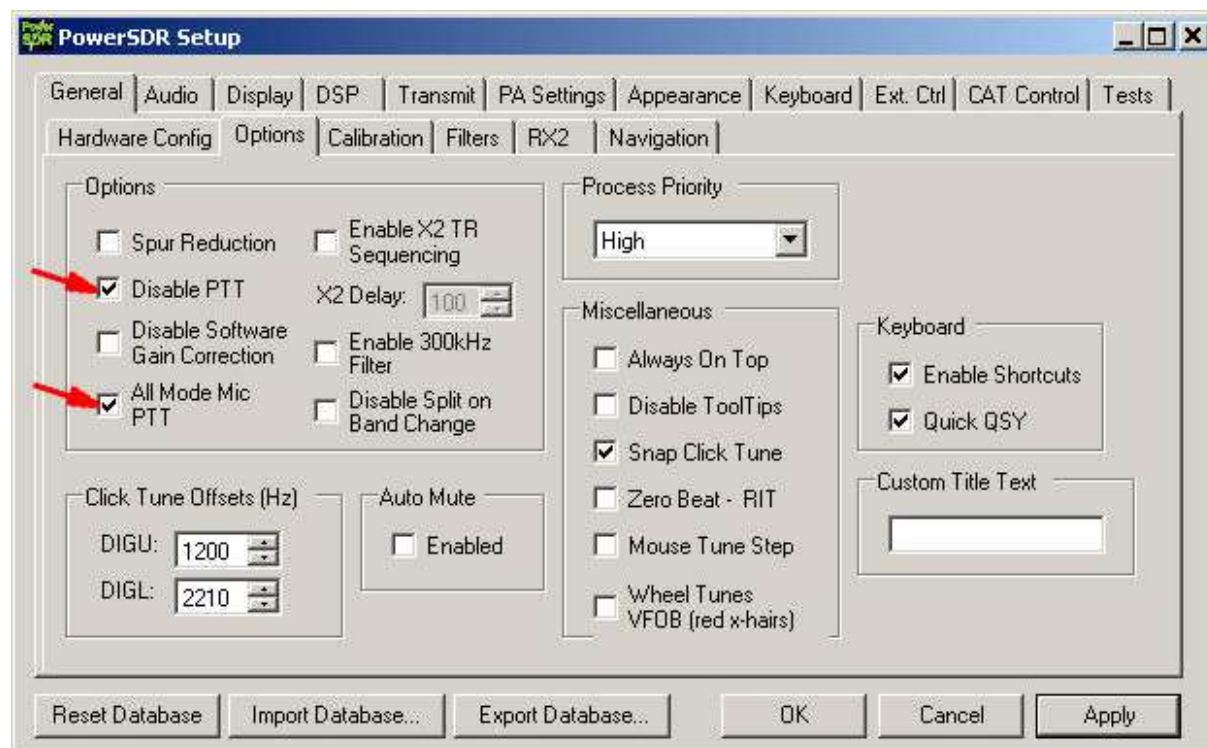 Power SDR PowerSDR Setup
General Audio Display DSP Transmit PA Settings Appearance Keyboard Ext. Ctrl CAT Control Tests
Hardware Config Options Calibration Filters RX2 Navigation
Options
Spur Reduction
Disable PTT
Disable Software
Gain Correction
All Mode Mic
PTT
Enable X2 TR
Sequencing
X2 Delay: 100
Enable 300kHz
Filter
Disable Split on
Band Change
Click Tune Offsets (Hz)
DIGU: 1200
DIGL: 2210
Auto Mute
Enabled
Process Priority
High
Miscellaneous
Always On Top
Disable ToolTips
Snap Click Tune
Zero Beat - RIT
Mouse Tune Step
Wheel Tunes
VFOB (red x-hairs)
Keyboard
Enable Shortcuts
Quick QSY
Custom Title Text
Reset Database Import Database... Export Database... OK Cancel Apply